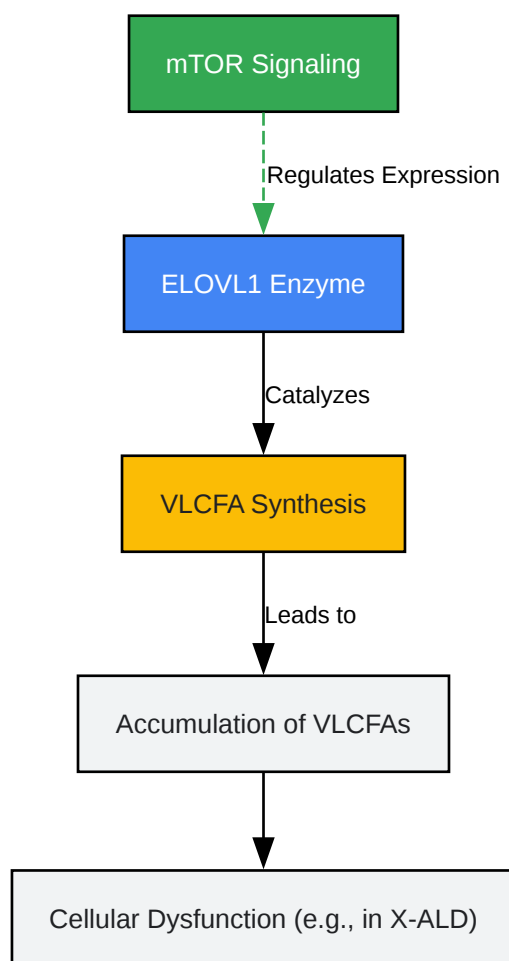 mTOR Signaling
Regulates Expression
ELOVL1 Enzyme
Catalyzes
VLCFA Synthesis
Leads to
Accumulation of VLCFAs
Cellular Dysfunction (e.g., in X-ALD)